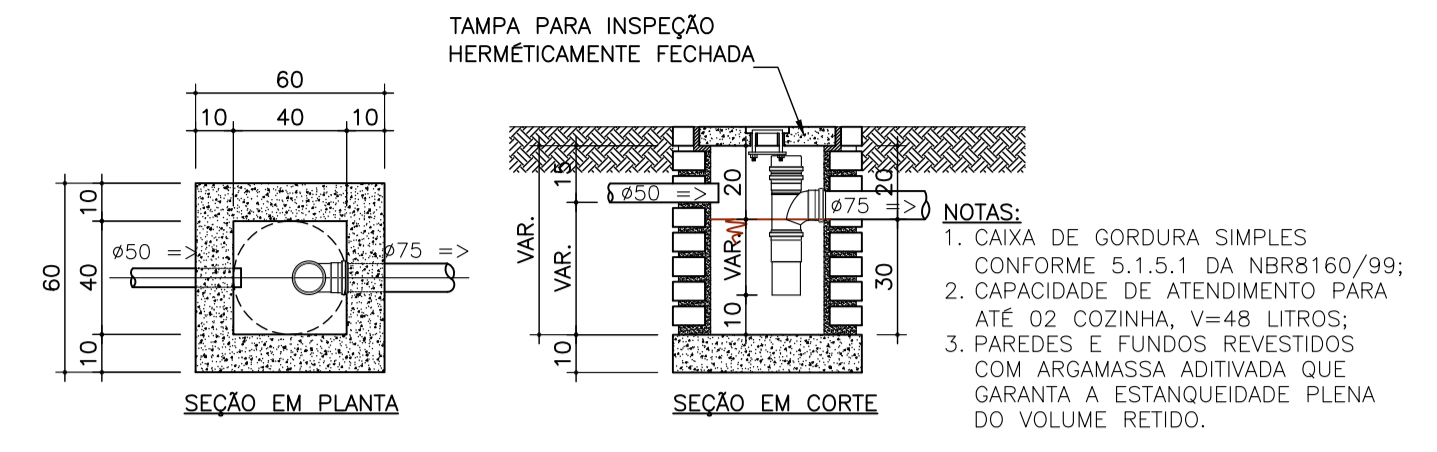 TAMPA PARA INSPEÇÃO
HERMÉTICAMENTE FECHADA
60
10 40 10
60
10
40
10
ø50 =>
ø75 =>
SEÇÃO EM PLANTA
VAR.
15
VAR.
10
ø50 =>
20
VAR.
10
ø75 =>
20
30
SEÇÃO EM CORTE
NOTAS:
1. CAIXA DE GORDURA SIMPLES
CONFORME 5.1.5.1 DA NBR8160/99;
2. CAPACIDADE DE ATENDIMENTO PARA
ATÉ 02 COZINHA, V=48 LITROS;
3. PAREDES E FUNDOS REVESTIDOS
COM ARGAMASSA ADITIVADA QUE
GARANTA A ESTANQUEIDADE PLENA
DO VOLUME RETIDO.